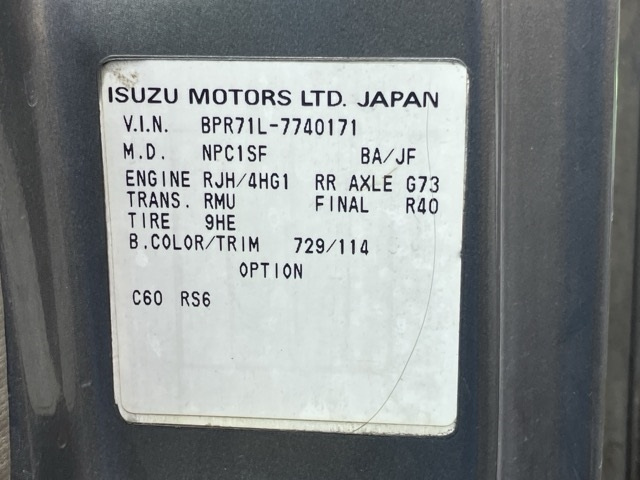 ISUZU MOTORS LTD. JAPAN
V.I.N. BPR71L-7740171
M.D. NPC1SF BA/JF
ENGINE RJH/4HG1 RR AXLE G73
TRANS. RMU FINAL R40
TIRE 9HE
B.COLOR/TRIM 729/114
OPTION
C60 RS6